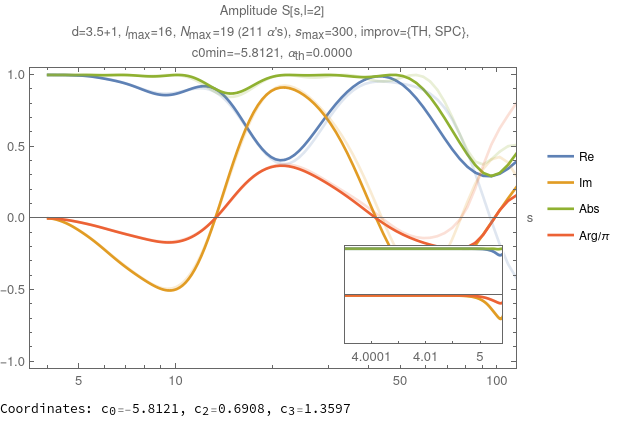 Amplitude S[s,l=2]
d=3.5+1, lmax=16, Nmax=19 (211 α's), smax=300, improv={TH, SPC},
c0min=-5.8121, αth=0.0000
1.0
0.5
0.0
-0.5
-1.0
5
10
50
100
s
4.0001
4.01
5
Re
Im
Abs
Arg/π
Coordinates: c0=-5.8121, c2=0.6908, c3=1.3597